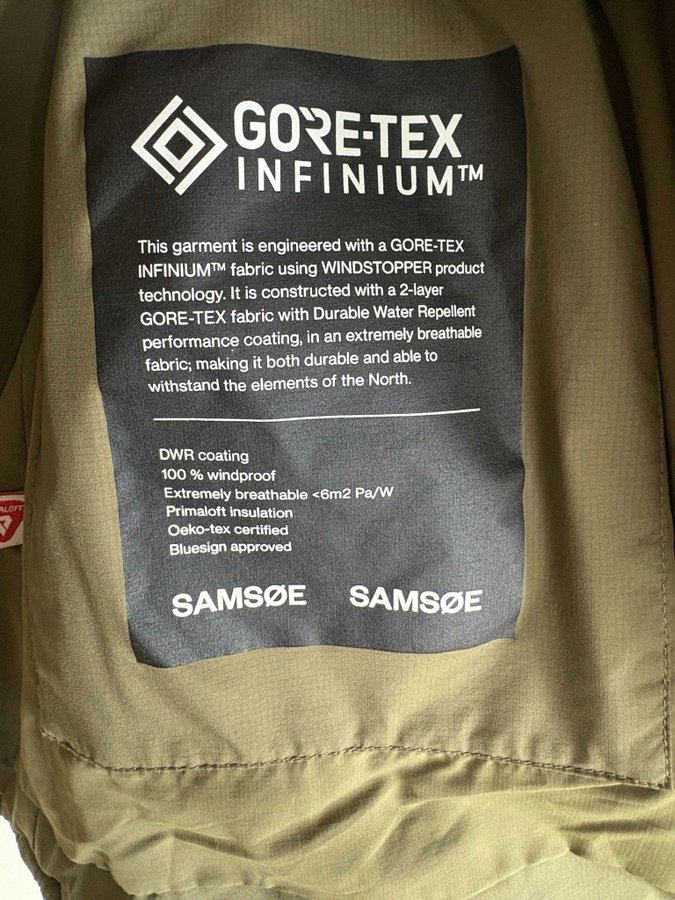 GORE-TEX
INFINIUM™
This garment is engineered with a GORE-TEX
INFINIUM™ fabric using WINDSTOPPER product
technology. It is constructed with a 2-layer
GORE-TEX fabric with Durable Water Repellent
performance coating, in an extremely breathable
fabric; making it both durable and able to
withstand the elements of the North.
DWR coating
100 % windproof
Extremely breathable <6m2 Pa/W
Primaloft insulation
Oeko-tex certified
Bluesign approved
SAMSØE SAMSØE
ALOFT